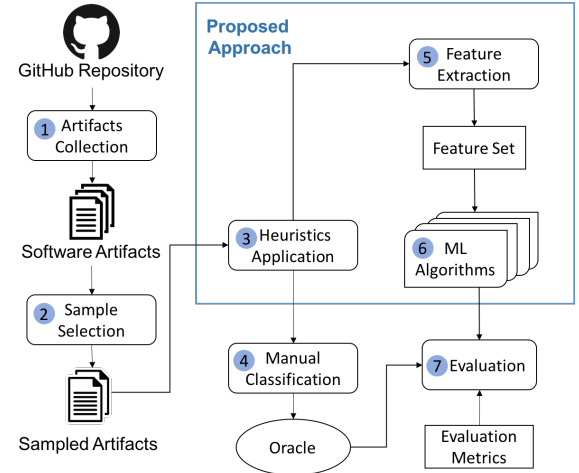 GitHub Repository
1 Artifacts
Collection
Software Artifacts
2 Sample
Selection
Sampled Artifacts
Proposed
Approach
3 Heuristics
Application
4 Manual
Classification
Oracle
5 Feature
Extraction
Feature Set
6 ML
Algorithms
7 Evaluation
Evaluation
Metrics